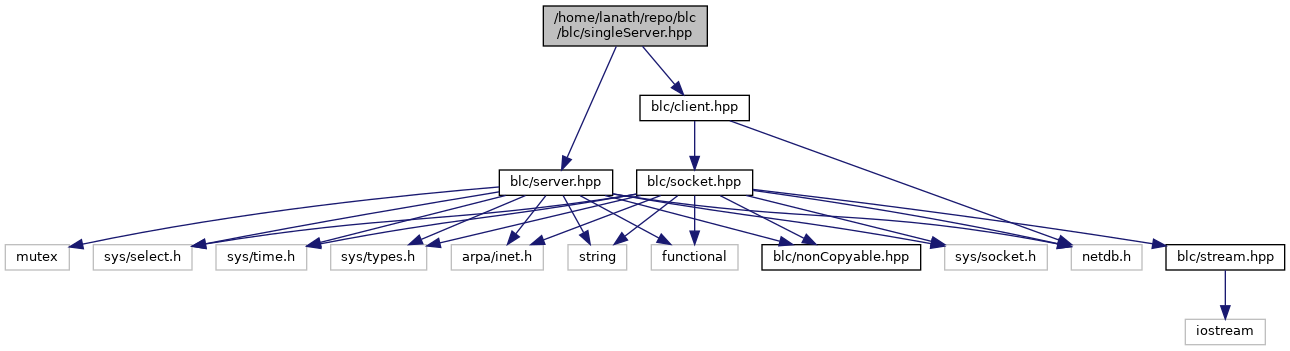 /home/lanath/repo/blc
/blc/singleServer.hpp
blc/client.hpp
blc/server.hpp
blc/socket.hpp
mutex
sys/select.h
sys/time.h
sys/types.h
arpa/inet.h
string
functional
blc/nonCopyable.hpp
sys/socket.h
netdb.h
blc/stream.hpp
iostream